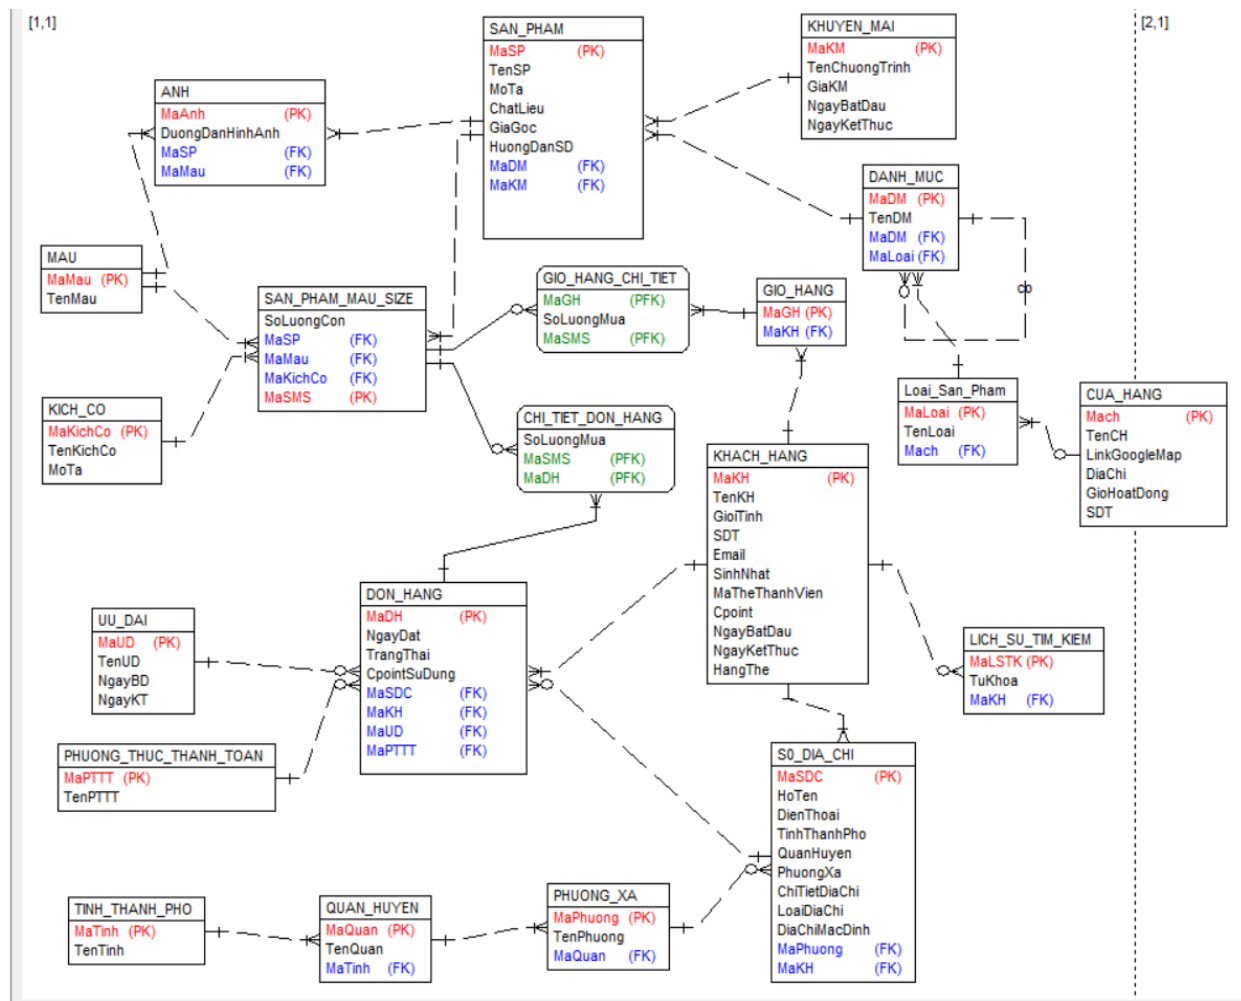 [1,1]
[2,1]
SAN_PHAM
MaSP (PK)
TenSP
MoTa
ChatLieu
GiaGoc
HuongDanSD
MaDM (FK)
MaKM (FK)
KHUYEN_MAI
MaKM (PK)
TenChuongTrinh
GiaKM
NgayBatDau
NgayKetThuc
ANH
MaAnh (PK)
DuongDanHinhAnh
MaSP (FK)
MaMau (FK)
DANH_MUC
MaDM (PK)
TenDM
MaDM (FK)
MaLoai (FK)
MAU
MaMau (PK)
TenMau
SAN_PHAM_MAU_SIZE
SoLuongCon
MaSP (FK)
MaMau (FK)
MaKichCo (FK)
MaSMS (PK)
GIO_HANG_CHI_TIET
MaGH (PFK)
SoLuongMua
MaSMS (PFK)
GIO_HANG
MaGH (PK)
MaKH (FK)
Loai_San_Pham
MaLoai (PK)
TenLoai
Mach (FK)
CUA_HANG
Mach (PK)
TenCH
LinkGoogleMap
DiaChi
GioHoatDong
SDT
KICH_CO
MaKichCo (PK)
TenKichCo
MoTa
CHI_TIET_DON_HANG
SoLuongMua
MaSMS (PFK)
MaDH (PFK)
KHACH_HANG
MaKH (PK)
TenKH
GioiTinh
SDT
Email
SinhNhat
MaTheThanhVien
Cpoint
NgayBatDau
NgayKetThuc
HangThe
DON_HANG
MaDH (PK)
NgayDat
TrangThai
CpointSuDung
MaSDC (FK)
MaKH (FK)
MaUD (FK)
MaPTTT (FK)
UU_DAI
MaUD (PK)
TenUD
NgayBD
NgayKT
LICH_SU_TIM_KIEM
MaLSTK (PK)
TuKhoa
MaKH (FK)
PHUONG_THUC_THANH_TOAN
MaPTTT (PK)
TenPTTT
S0_DIA_CHI
MaSDC (PK)
HoTen
DienThoai
TinhThanhPho
QuanHuyen
PhuongXa
ChiTietDiaChi
LoaiDiaChi
DiaChiMacDinh
MaPhuong (FK)
MaKH (FK)
TINH_THANH_PHO
MaTinh (PK)
TenTinh
QUAN_HUYEN
MaQuan (PK)
TenQuan
MaTinh (FK)
PHUONG_XA
MaPhuong (PK)
TenPhuong
MaQuan (FK)